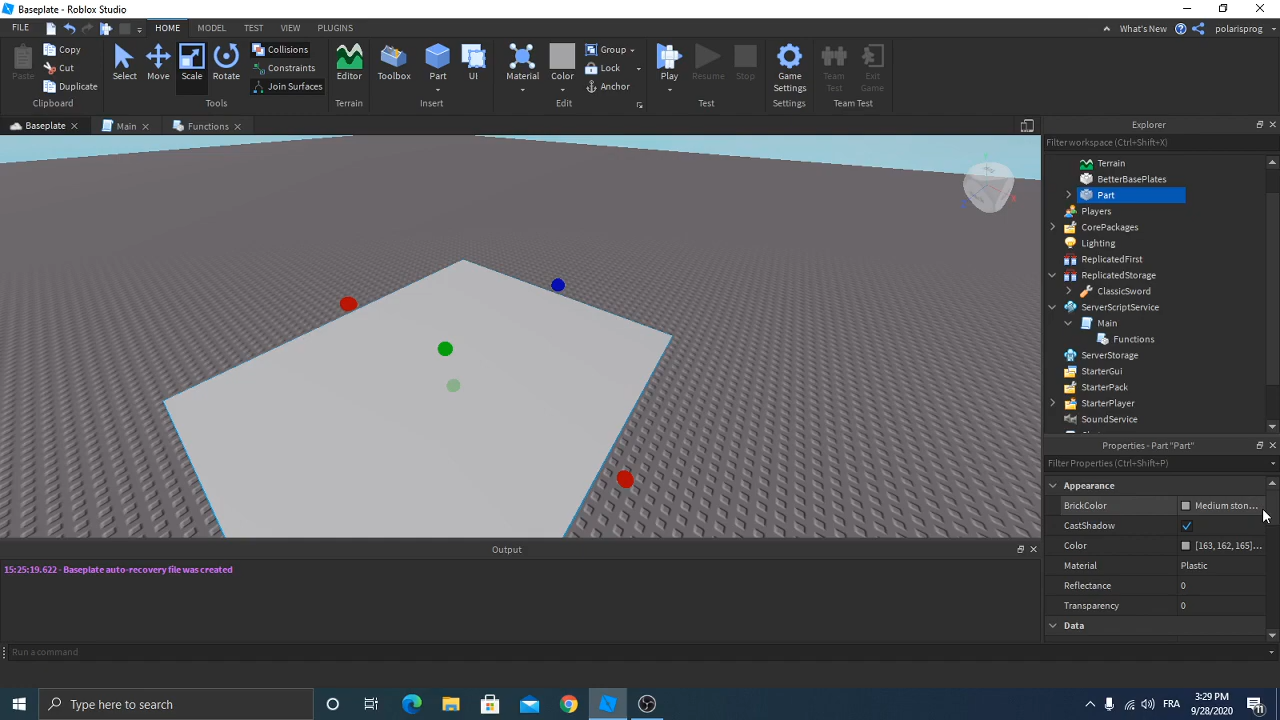 Baseplate - Roblox Studio
FILE HOME MODEL TEST VIEW PLUGINS What's New polarisprog
Paste Copy Cut Duplicate Clipboard
Select Move Scale Rotate Collisions Constraints Join Surfaces Tools
Editor Terrain
Toolbox Part UI Insert
Material Color Group Lock Anchor Edit
Play Resume Stop Test
Game Settings Settings
Team Test Exit Game Team Test
Baseplate Main Functions
Explorer
Filter workspace (Ctrl+Shift+X)
Terrain
BetterBasePlates
Part
Players
CorePackages
Lighting
ReplicatedFirst
ReplicatedStorage
ClassicSword
ServerScriptService
Main
Functions
ServerStorage
StarterGui
StarterPack
StarterPlayer
SoundService
Properties - Part "Part"
Filter Properties (Ctrl+Shift+P)
Appearance
BrickColor Medium ston...
CastShadow
Color [163, 162, 165]...
Material Plastic
Reflectance 0
Transparency 0
Data
Output
15:25:19.622 - Baseplate auto-recovery file was created
Run a command
Type here to search
FRA
3:29 PM
9/28/2020
11